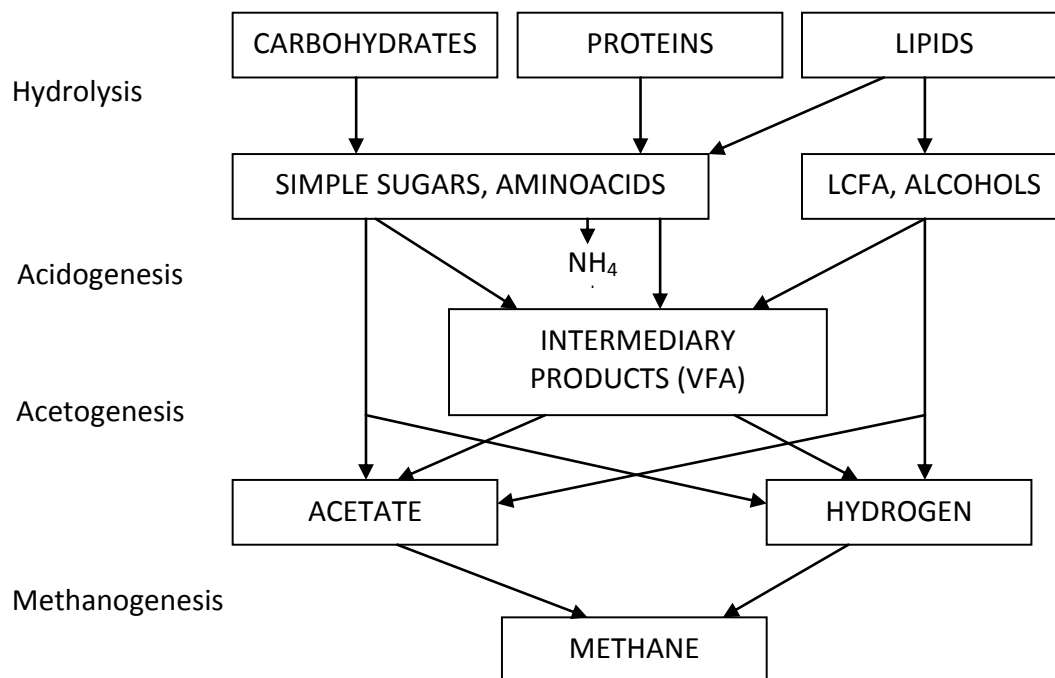 CARBOHYDRATES
PROTEINS
LIPIDS
Hydrolysis
SIMPLE SUGARS, AMINOACIDS
LCFA, ALCOHOLS
Acidogenesis
NH₄
INTERMEDIARY
PRODUCTS (VFA)
Acetogenesis
ACETATE
HYDROGEN
Methanogenesis
METHANE